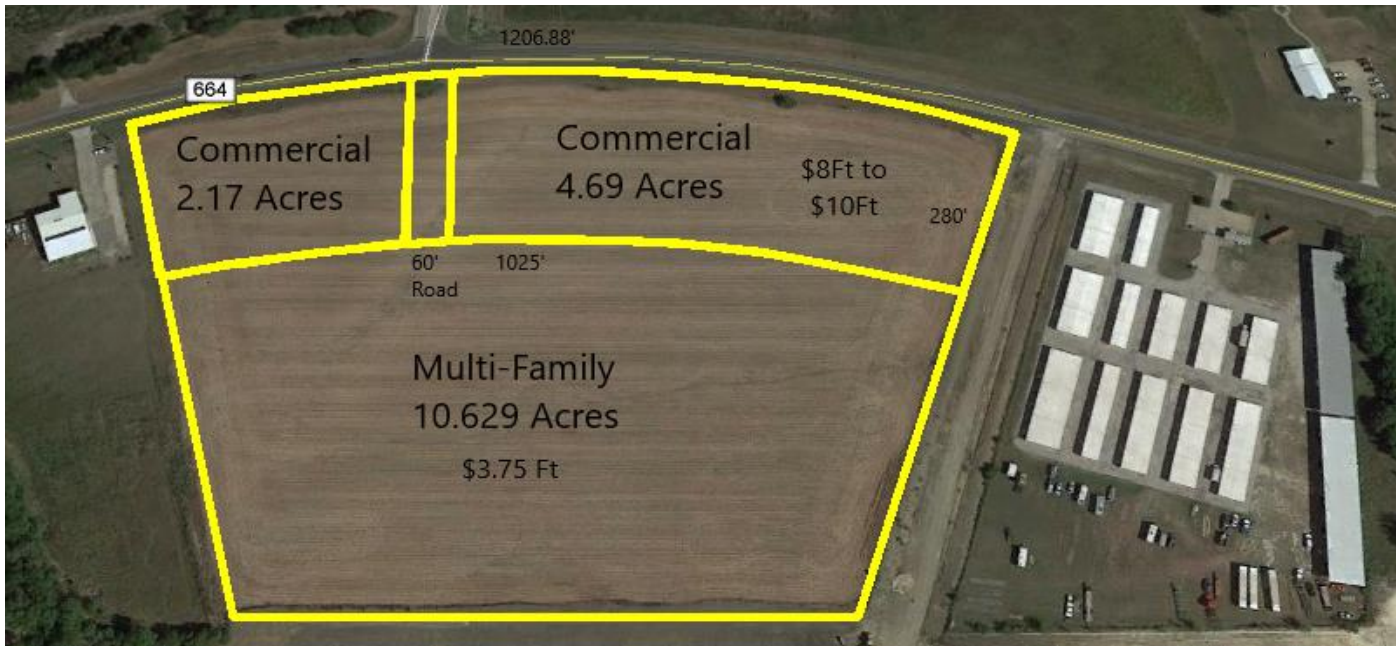 1206.88'
664
Commercial
2.17 Acres
Commercial
4.69 Acres
$8Ft to
$10Ft
280'
60'
Road
1025'
Multi-Family
10.629 Acres
$3.75 Ft